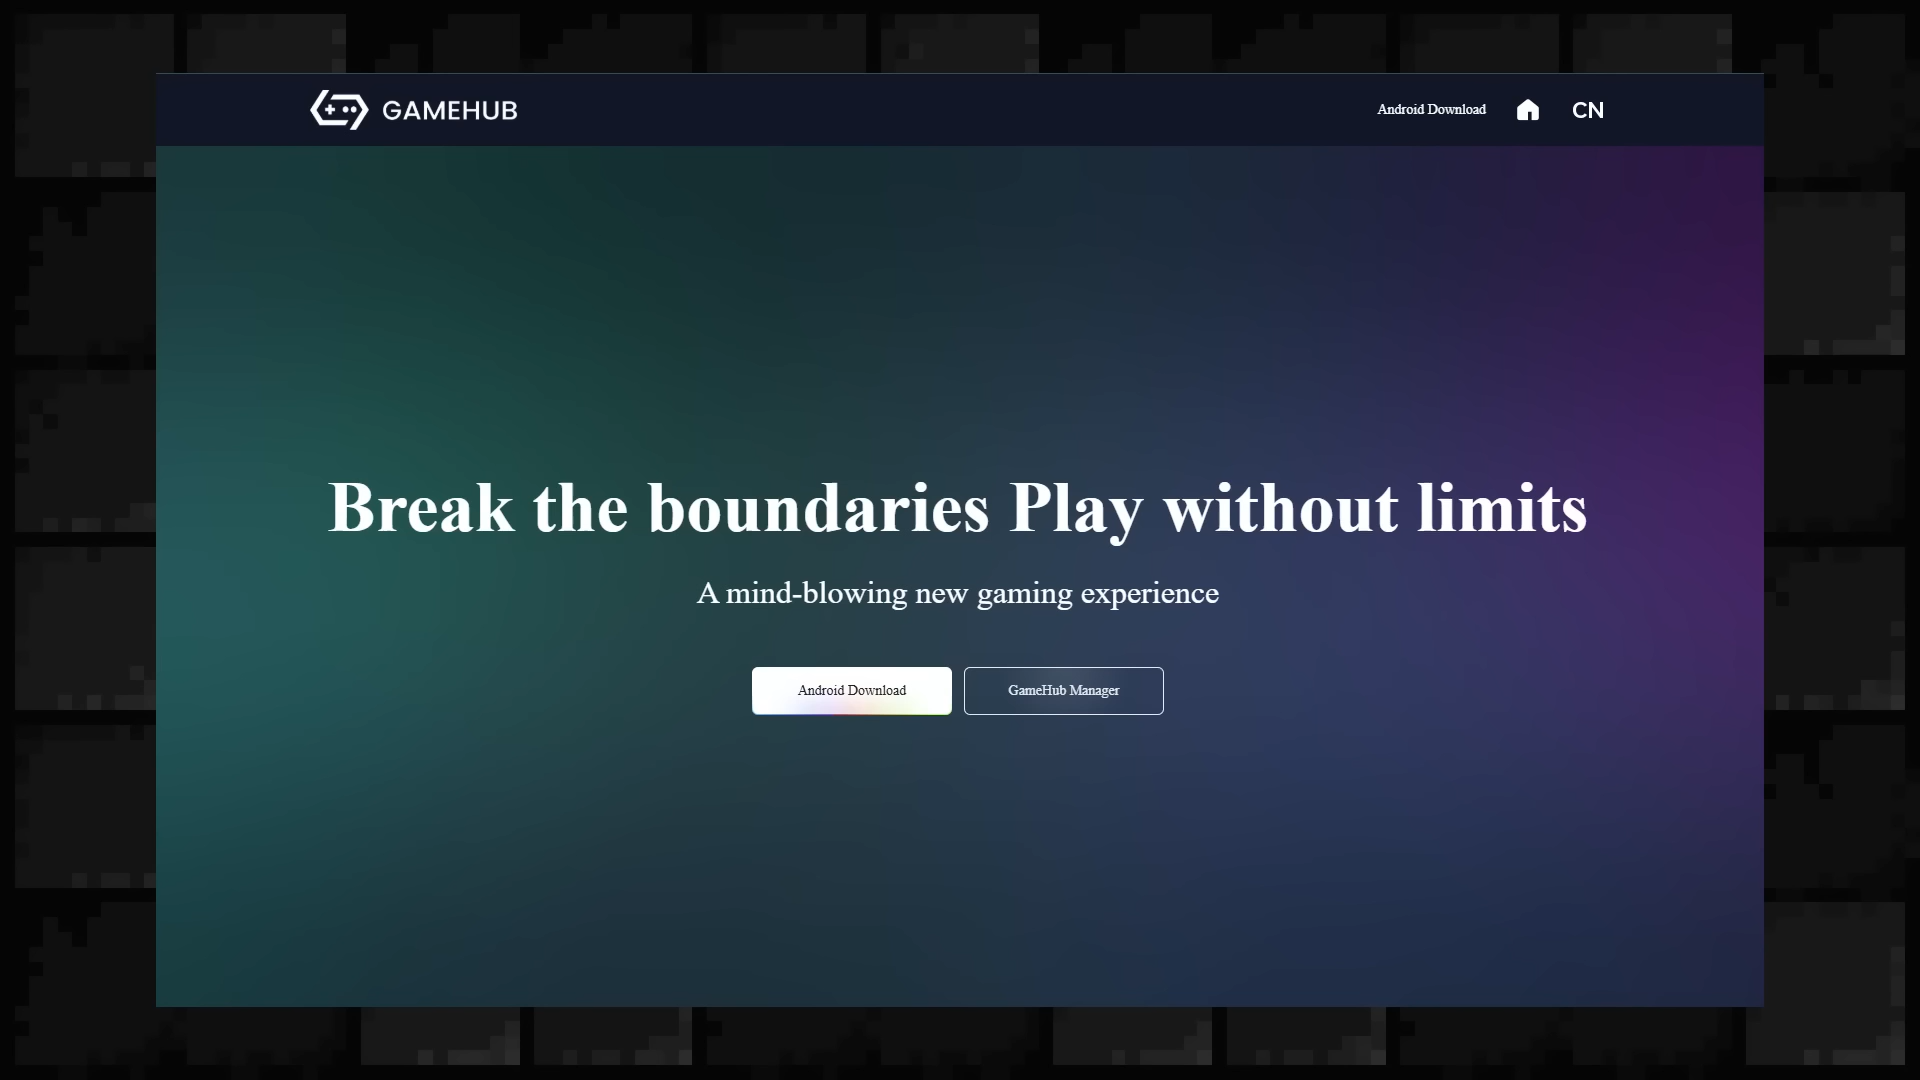 GAMEHUB
Android Download
CN
Break the boundaries Play without limits
A mind-blowing new gaming experience
Android Download
GameHub Manager